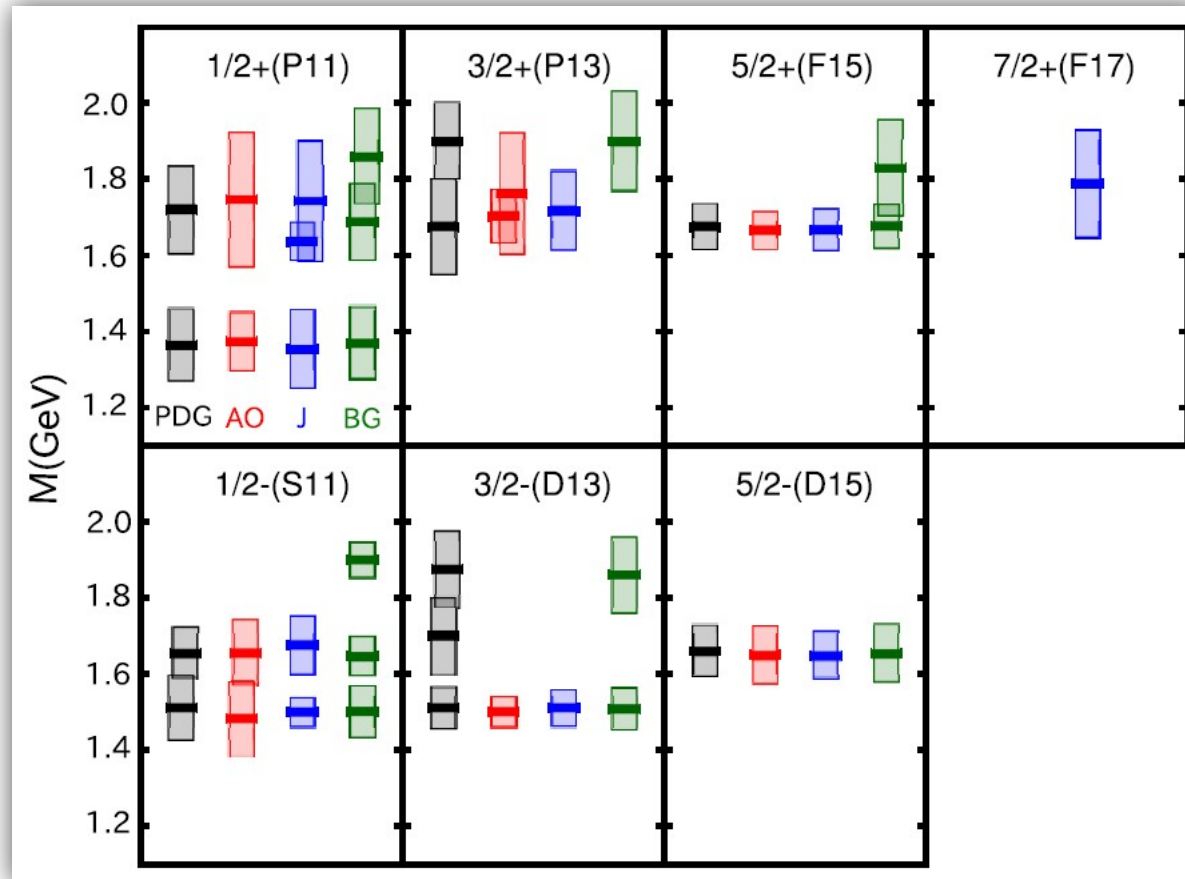 1/2+(P11)
3/2+(P13)
5/2+(F15)
7/2+(F17)
2.0
1.8
1.6
1.4
1.2
PDG AO J BG
M(GeV)
1/2-(S11)
3/2-(D13)
5/2-(D15)
2.0
1.8
1.6
1.4
1.2